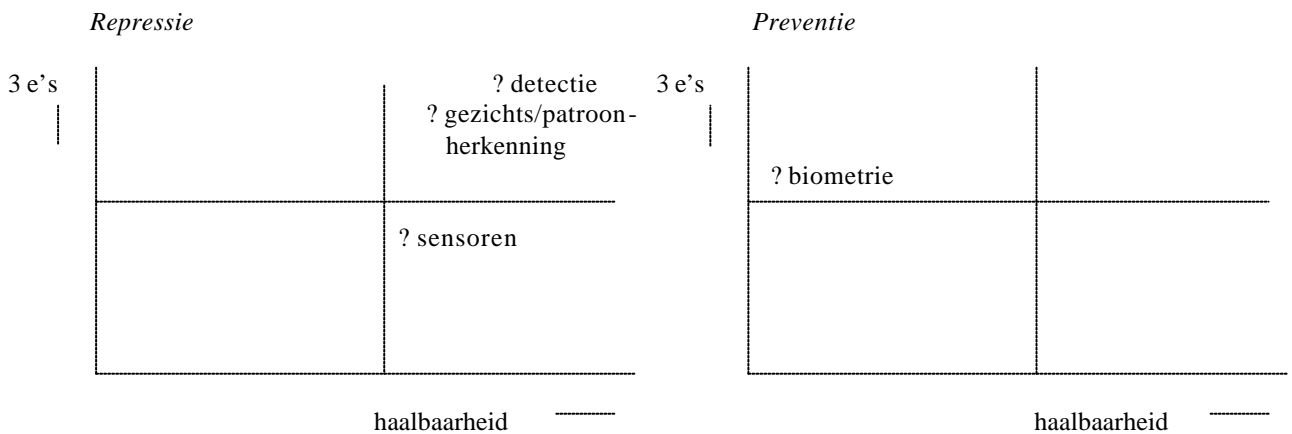 Repressie
3 e's
? detectie
? gezichts/patroon-
herkenning
? sensoren
haalbaarheid
Preventie
3 e's
? biometrie
haalbaarheid